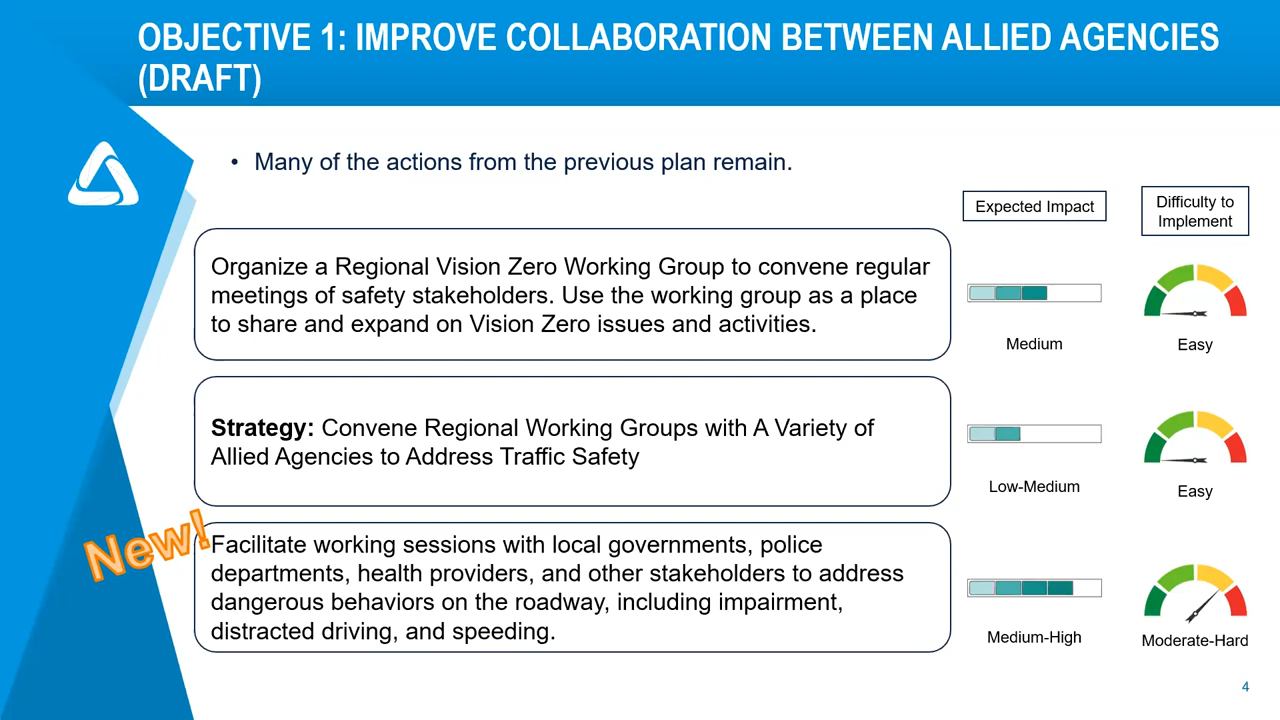 OBJECTIVE 1: IMPROVE COLLABORATION BETWEEN ALLIED AGENCIES
(DRAFT)
• Many of the actions from the previous plan remain.
Expected Impact
Difficulty to
Implement
Organize a Regional Vision Zero Working Group to convene regular
meetings of safety stakeholders. Use the working group as a place
to share and expand on Vision Zero issues and activities.
Medium
Easy
Strategy: Convene Regional Working Groups with A Variety of
Allied Agencies to Address Traffic Safety
Low-Medium
Easy
New!
Facilitate working sessions with local governments, police
departments, health providers, and other stakeholders to address
dangerous behaviors on the roadway, including impairment,
distracted driving, and speeding.
Medium-High
Moderate-Hard
4